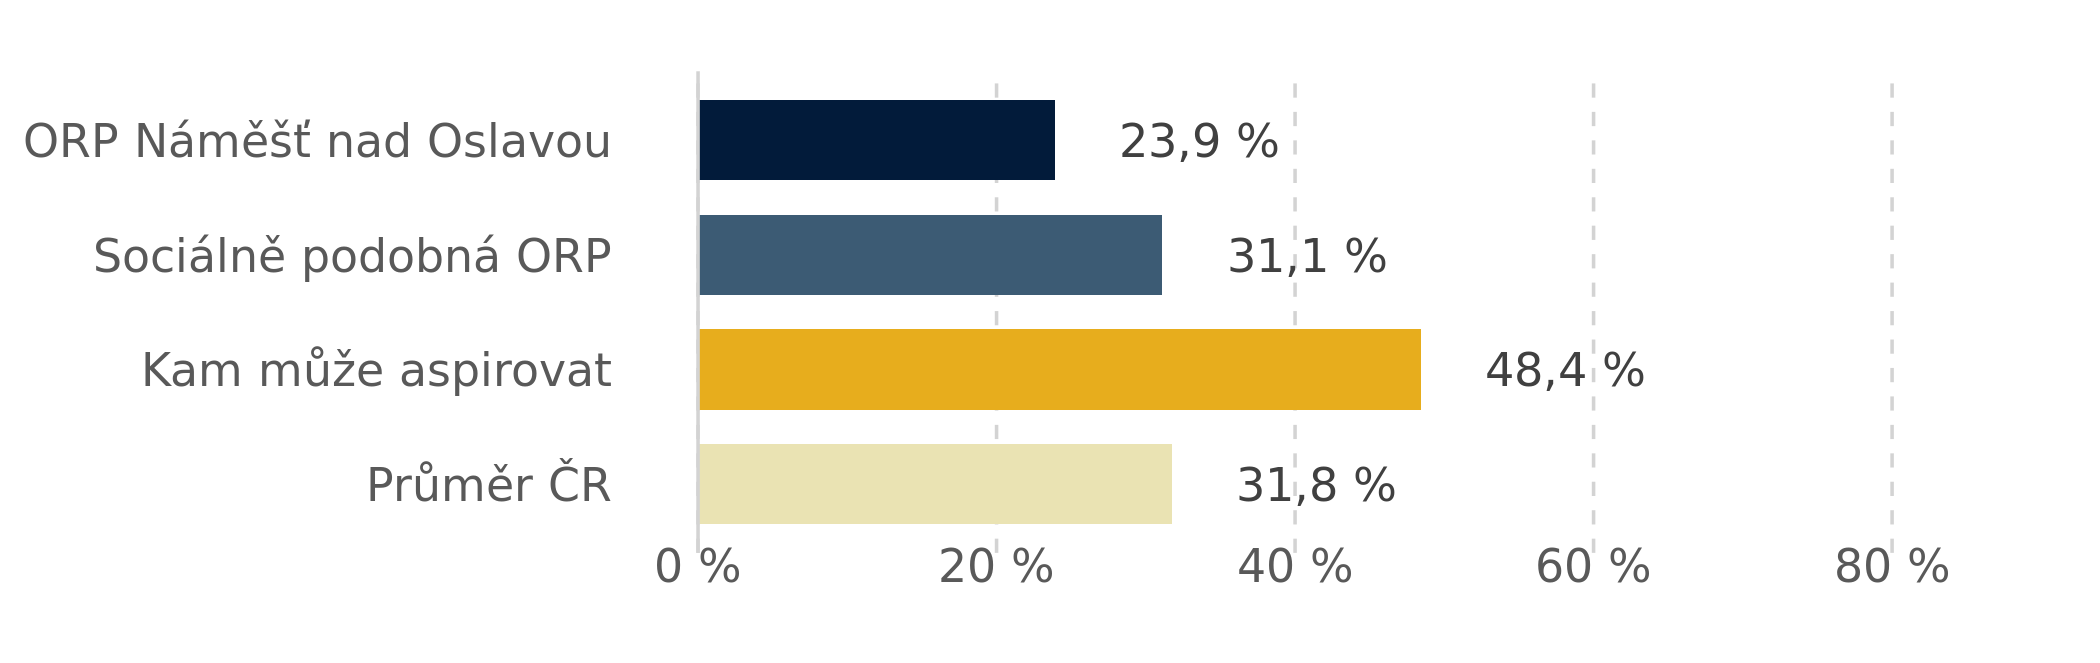 ORP Náměšť nad Oslavou 23,9 %
Sociálně podobná ORP 31,1 %
Kam může aspirovat 48,4 %
Průměr ČR 31,8 %
0 % 20 % 40 % 60 % 80 %